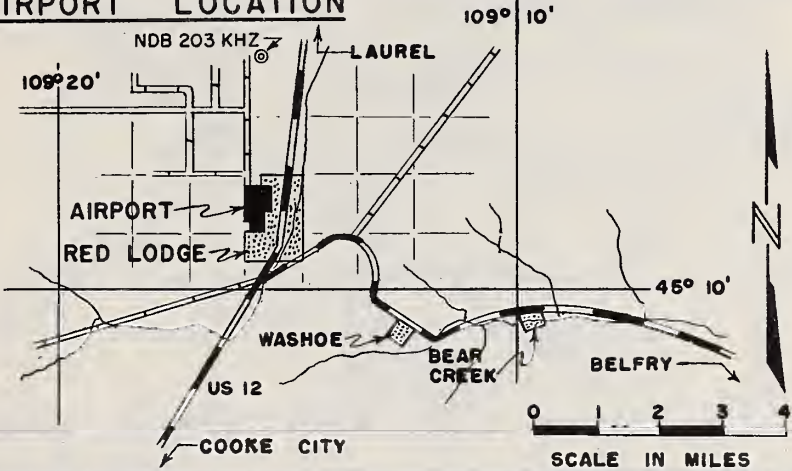 IRPORT LOCATION
109° 10'
NDB 203 KHZ
LAUREL
109° 20'
AIRPORT
RED LODGE
N
45° 10'
WASHOE
BEAR
CREEK
BELFRY
US 12
COOKE CITY
0 1 2 3 4
SCALE IN MILES